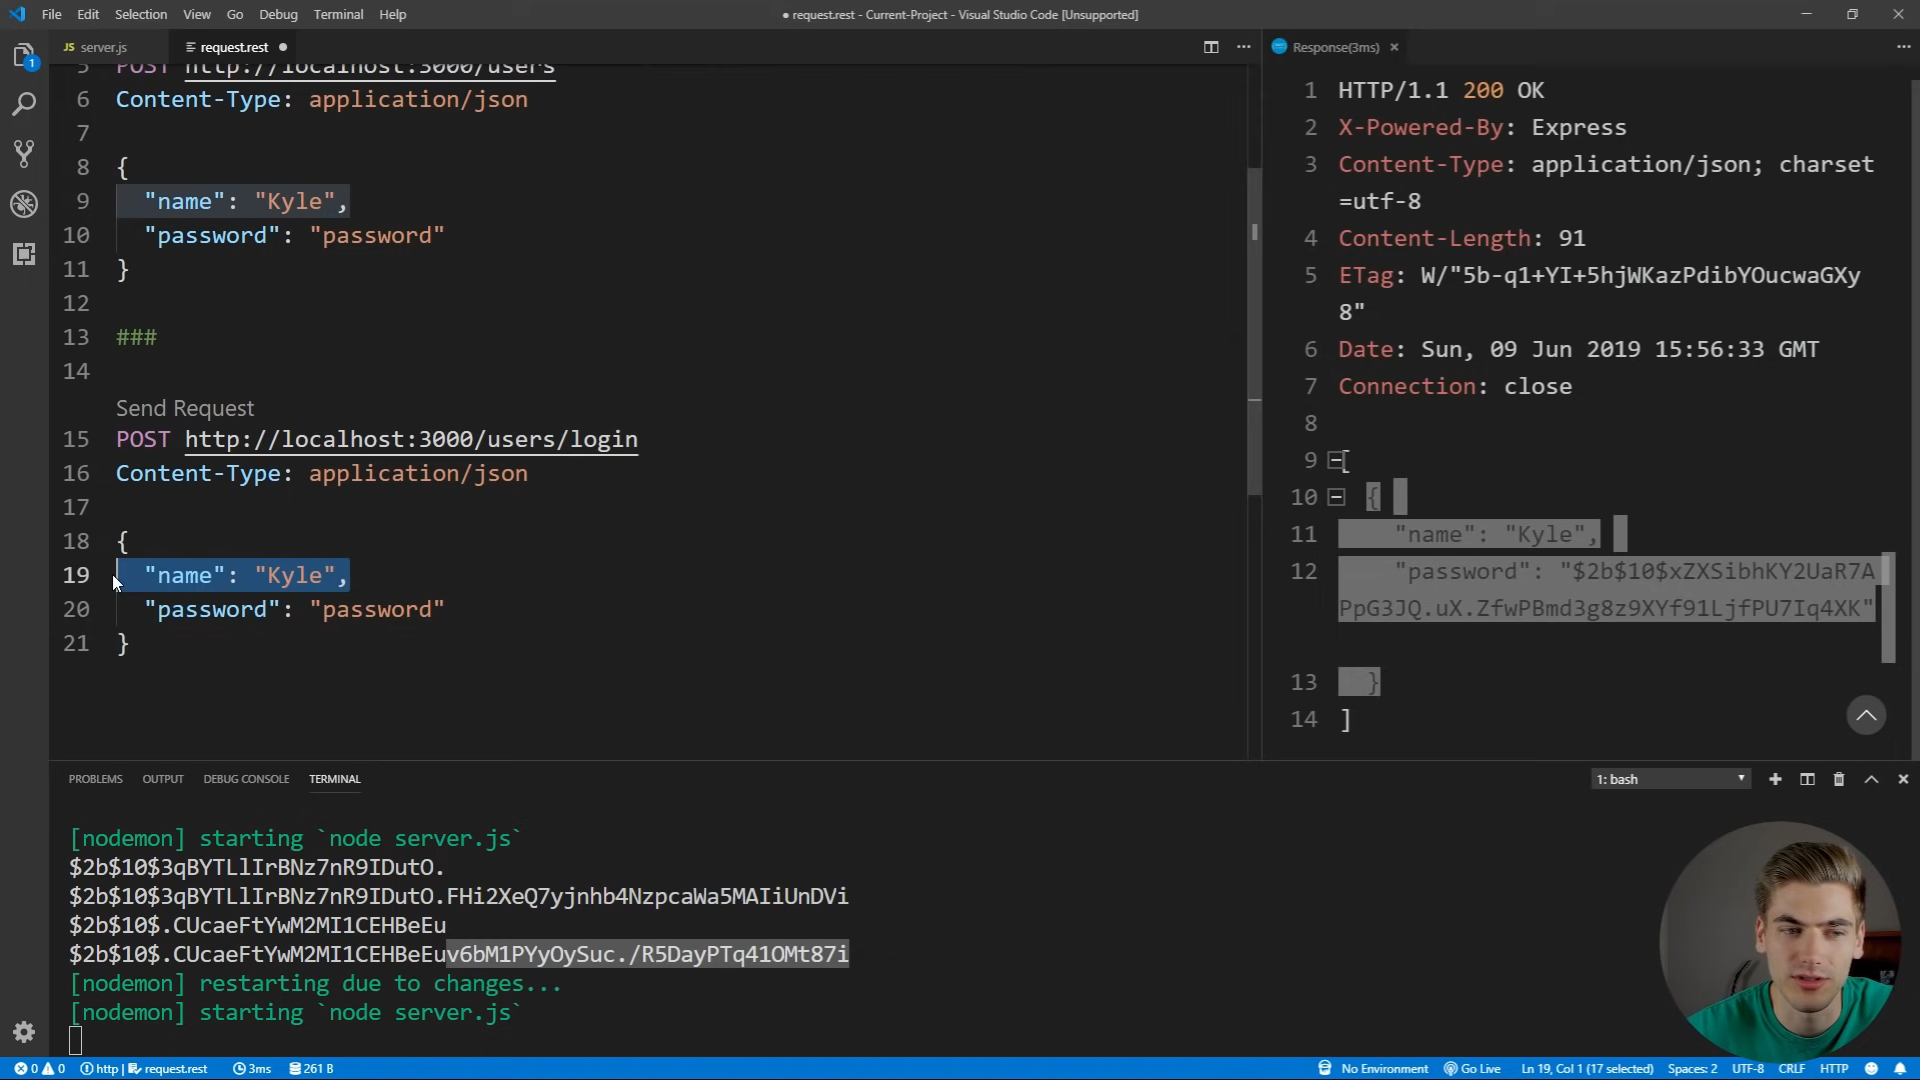 File Edit Selection View Go Debug Terminal Help
● request.rest - Current-Project - Visual Studio Code [Unsupported]
JS server.js
request.rest ●
Response(3ms) ×
1
5 POST http://localhost:3000/users
6 Content-Type: application/json
7
8 {
9 "name": "Kyle",
10 "password": "password"
11 }
12
13 ###
14
Send Request
15 POST http://localhost:3000/users/login
16 Content-Type: application/json
17
18 {
19 "name": "Kyle",
20 "password": "password"
21 }
1 HTTP/1.1 200 OK
2 X-Powered-By: Express
3 Content-Type: application/json; charset
=utf-8
4 Content-Length: 91
5 ETag: W/"5b-q1+YI+5hjWKazPdibYOucwaGXy
8"
6 Date: Sun, 09 Jun 2019 15:56:33 GMT
7 Connection: close
8
9 [
10 {
11 "name": "Kyle",
12 "password": "$2b$10$xZXSibhKY2UaR7A
PpG3JQ.uX.ZfwPBmd3g8z9XYf91LjfPU7Iq4XK"
13 }
14 ]
PROBLEMS OUTPUT DEBUG CONSOLE TERMINAL
1: bash
[nodemon] starting `node server.js`
$2b$10$3qBYTLlIrBNz7nR9IDutO.
$2b$10$3qBYTLlIrBNz7nR9IDutO.FHi2XeQ7yjnhb4NzpcaWa5MAIiUnDVi
$2b$10$.CUcaeFtYwM2MI1CEHBeEu
$2b$10$.CUcaeFtYwM2MI1CEHBeEuv6bM1PYyOySuc./R5DayPTq41OMt87i
[nodemon] restarting due to changes...
[nodemon] starting `node server.js`
0 0 http | request.rest 3ms 261 B No Environment Go Live Ln 19, Col 1 (17 selected) Spaces: 2 UTF-8 CRLF HTTP